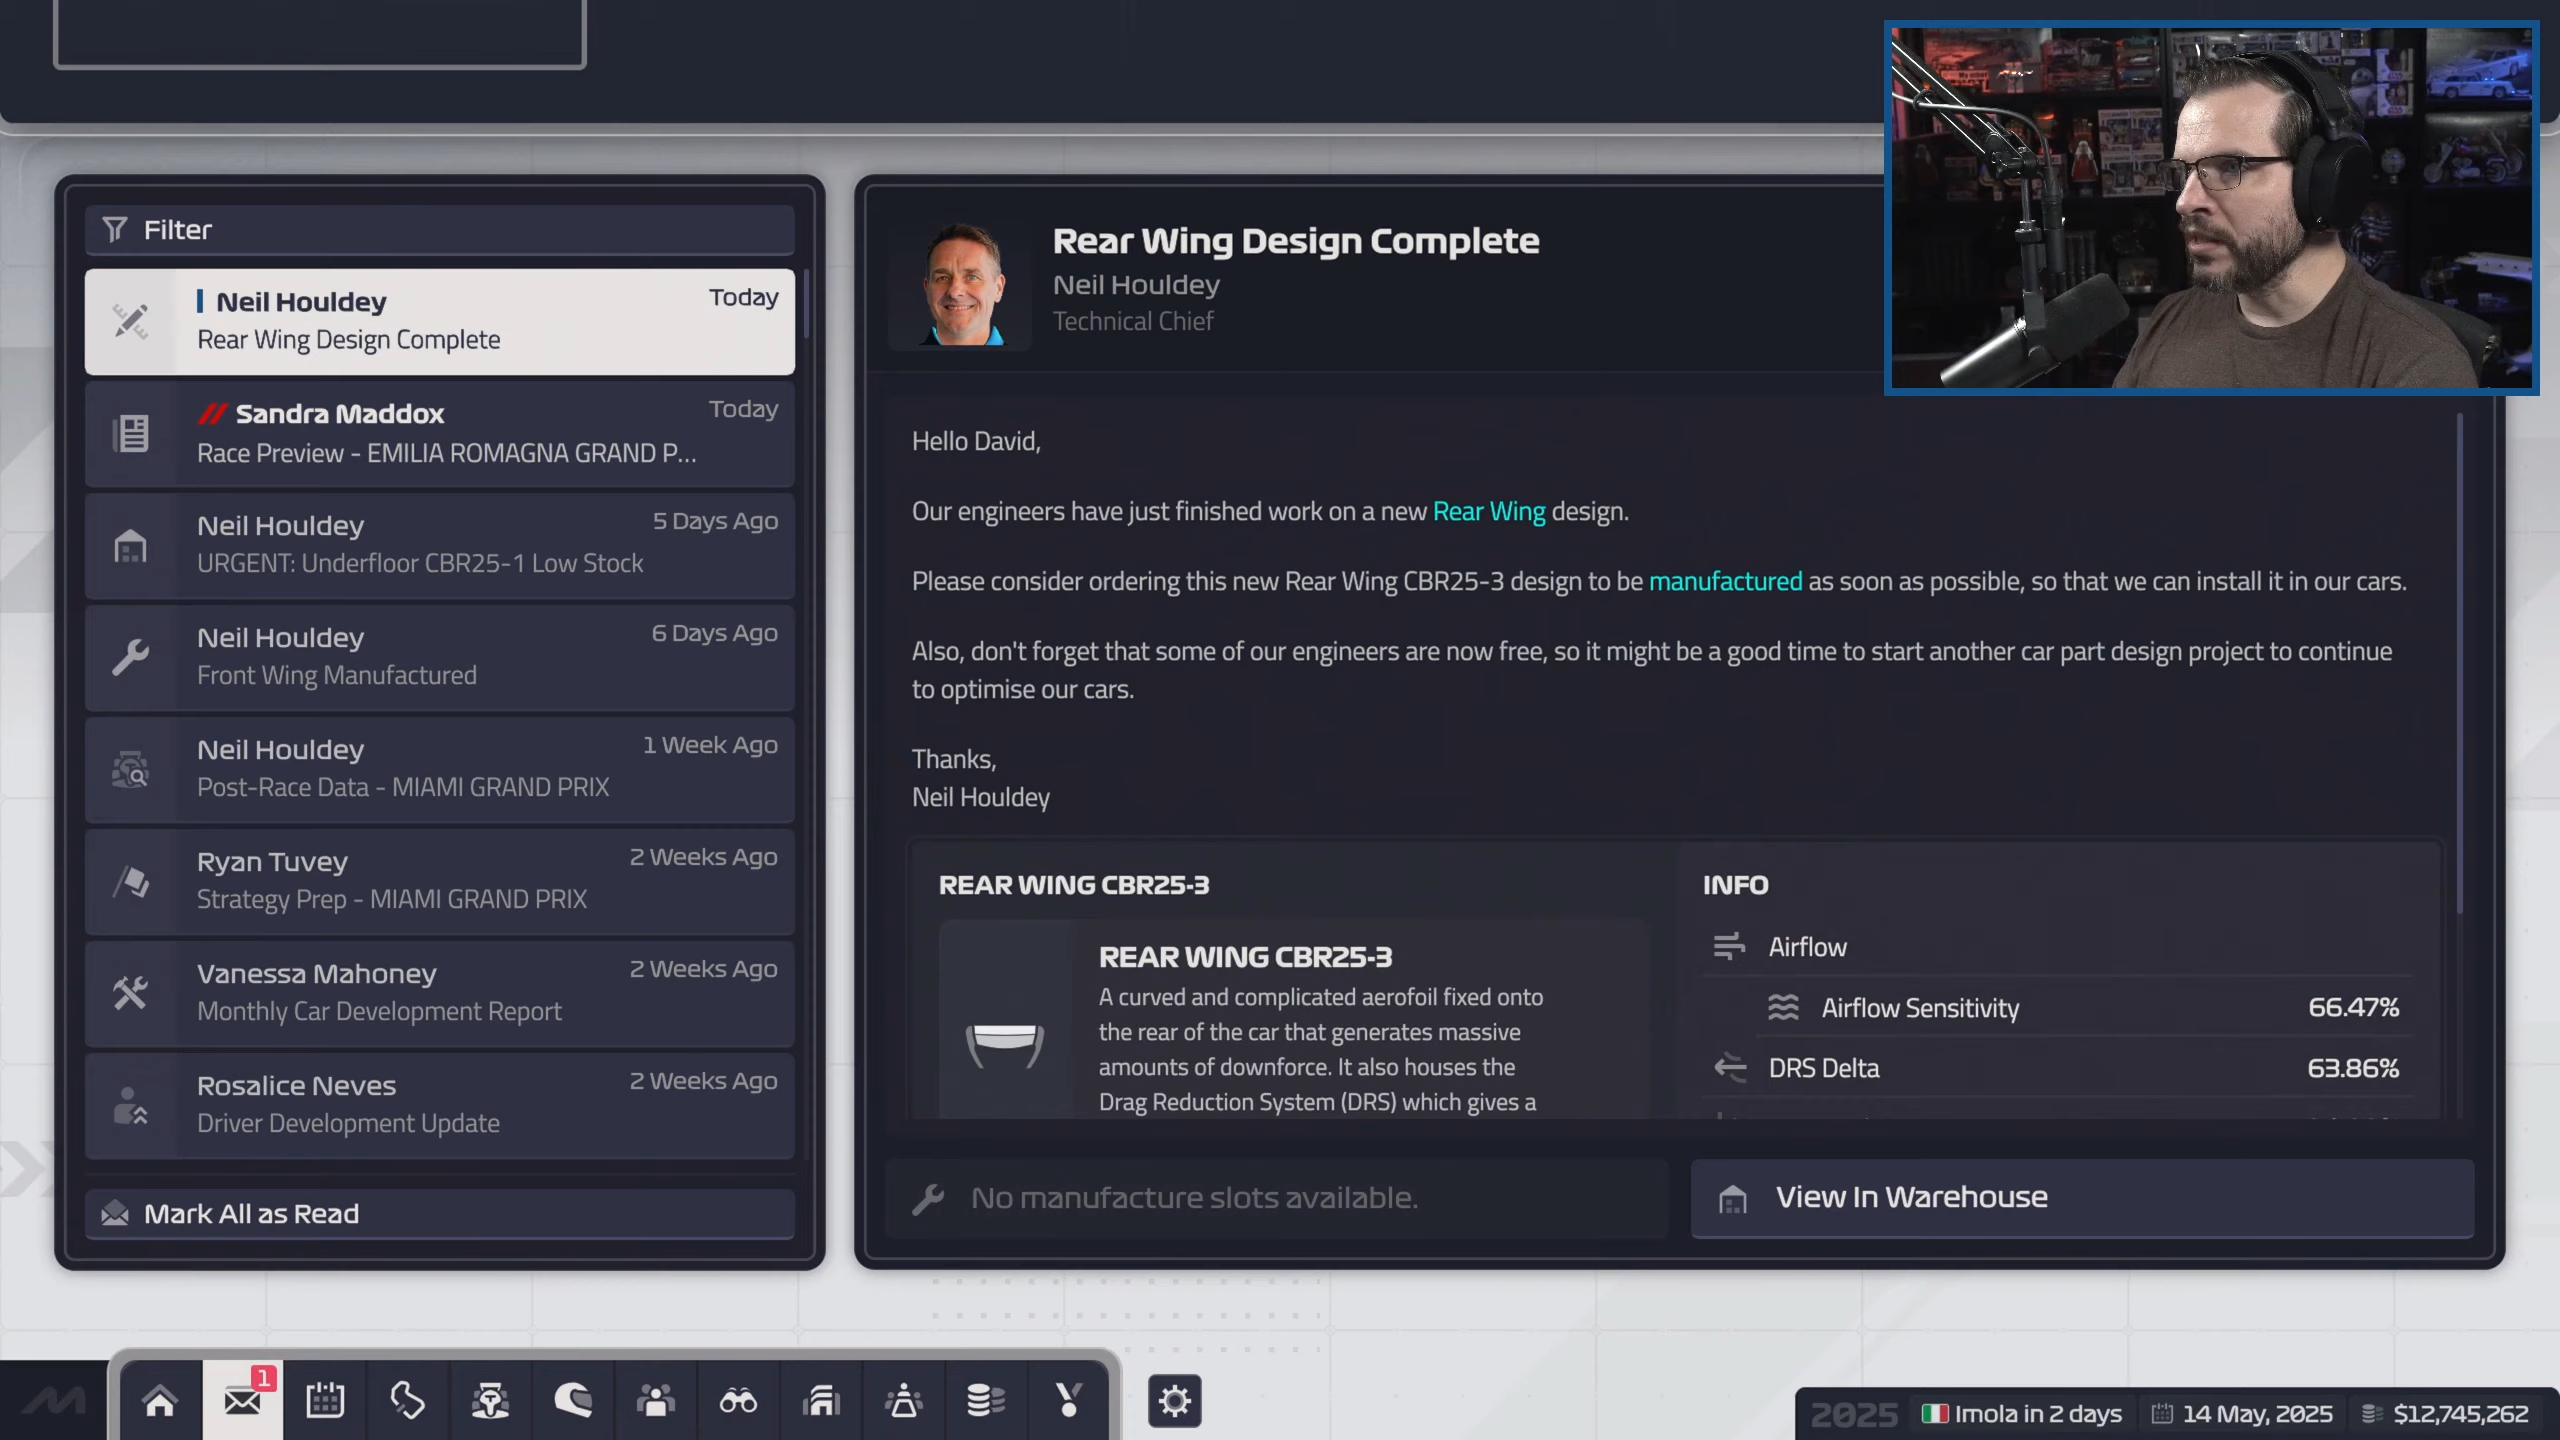 Filter
Neil Houldey
Today
Rear Wing Design Complete
Sandra Maddox
Today
Race Preview - EMILIA ROMAGNA GRAND P...
Neil Houldey
5 Days Ago
URGENT: Underfloor CBR25-1 Low Stock
Neil Houldey
6 Days Ago
Front Wing Manufactured
Neil Houldey
1 Week Ago
Post-Race Data - MIAMI GRAND PRIX
Ryan Tuvey
2 Weeks Ago
Strategy Prep - MIAMI GRAND PRIX
Vanessa Mahoney
2 Weeks Ago
Monthly Car Development Report
Rosalice Neves
2 Weeks Ago
Driver Development Update
Mark All as Read
Rear Wing Design Complete
Neil Houldey
Technical Chief
Hello David,
Our engineers have just finished work on a new Rear Wing design.
Please consider ordering this new Rear Wing CBR25-3 design to be manufactured as soon as possible, so that we can install it in our cars.
Also, don't forget that some of our engineers are now free, so it might be a good time to start another car part design project to continue
to optimise our cars.
Thanks,
Neil Houldey
REAR WING CBR25-3
REAR WING CBR25-3
A curved and complicated aerofoil fixed onto
the rear of the car that generates massive
amounts of downforce. It also houses the
Drag Reduction System (DRS) which gives a
INFO
Airflow
Airflow Sensitivity 66.47%
DRS Delta 63.86%
No manufacture slots available.
View In Warehouse
1
2025 Imola in 2 days 14 May, 2025 $12,745,262